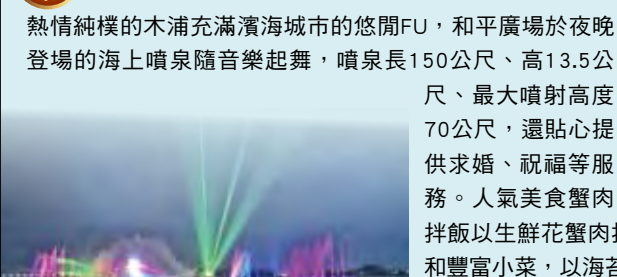 熱情純樸的木浦充滿濱海城市的悠閒FU，和平廣場於夜晚
登場的海上噴泉隨音樂起舞，噴泉長150公尺、高13.5公
尺、最大噴射高度
70公尺，還貼心提
供求婚、祝福等服
務。人氣美食蟹肉
拌飯以生鮮花蟹肉
和豐富小菜，以海苔